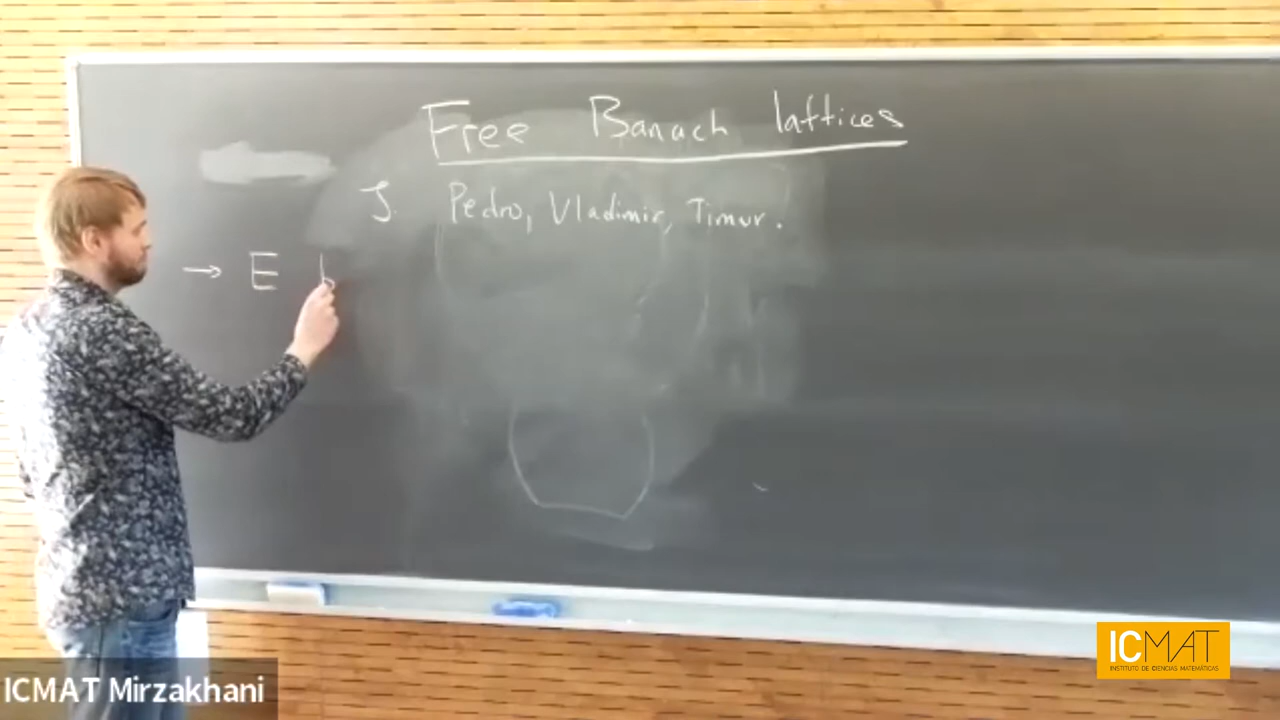 Free Banach lattices
J. Pedro, Vladimir, Timur.
→ E
ICMAT
INSTITUTO DE CIENCIAS MATEMÁTICAS
ICMAT Mirzakhani